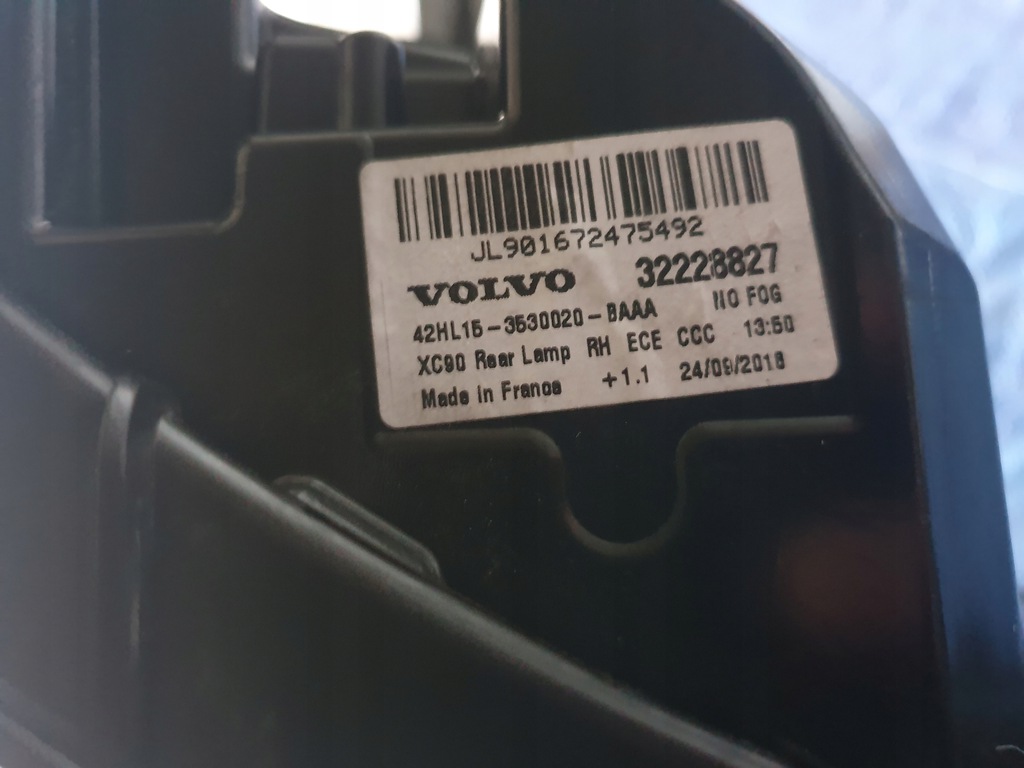 JL901672475492
VOLVO 32228827
42HL15-3530020-BAAA NO FOG
XC90 Rear Lamp RH ECE CCC 13:50
Made in France +1.1 24/09/2018